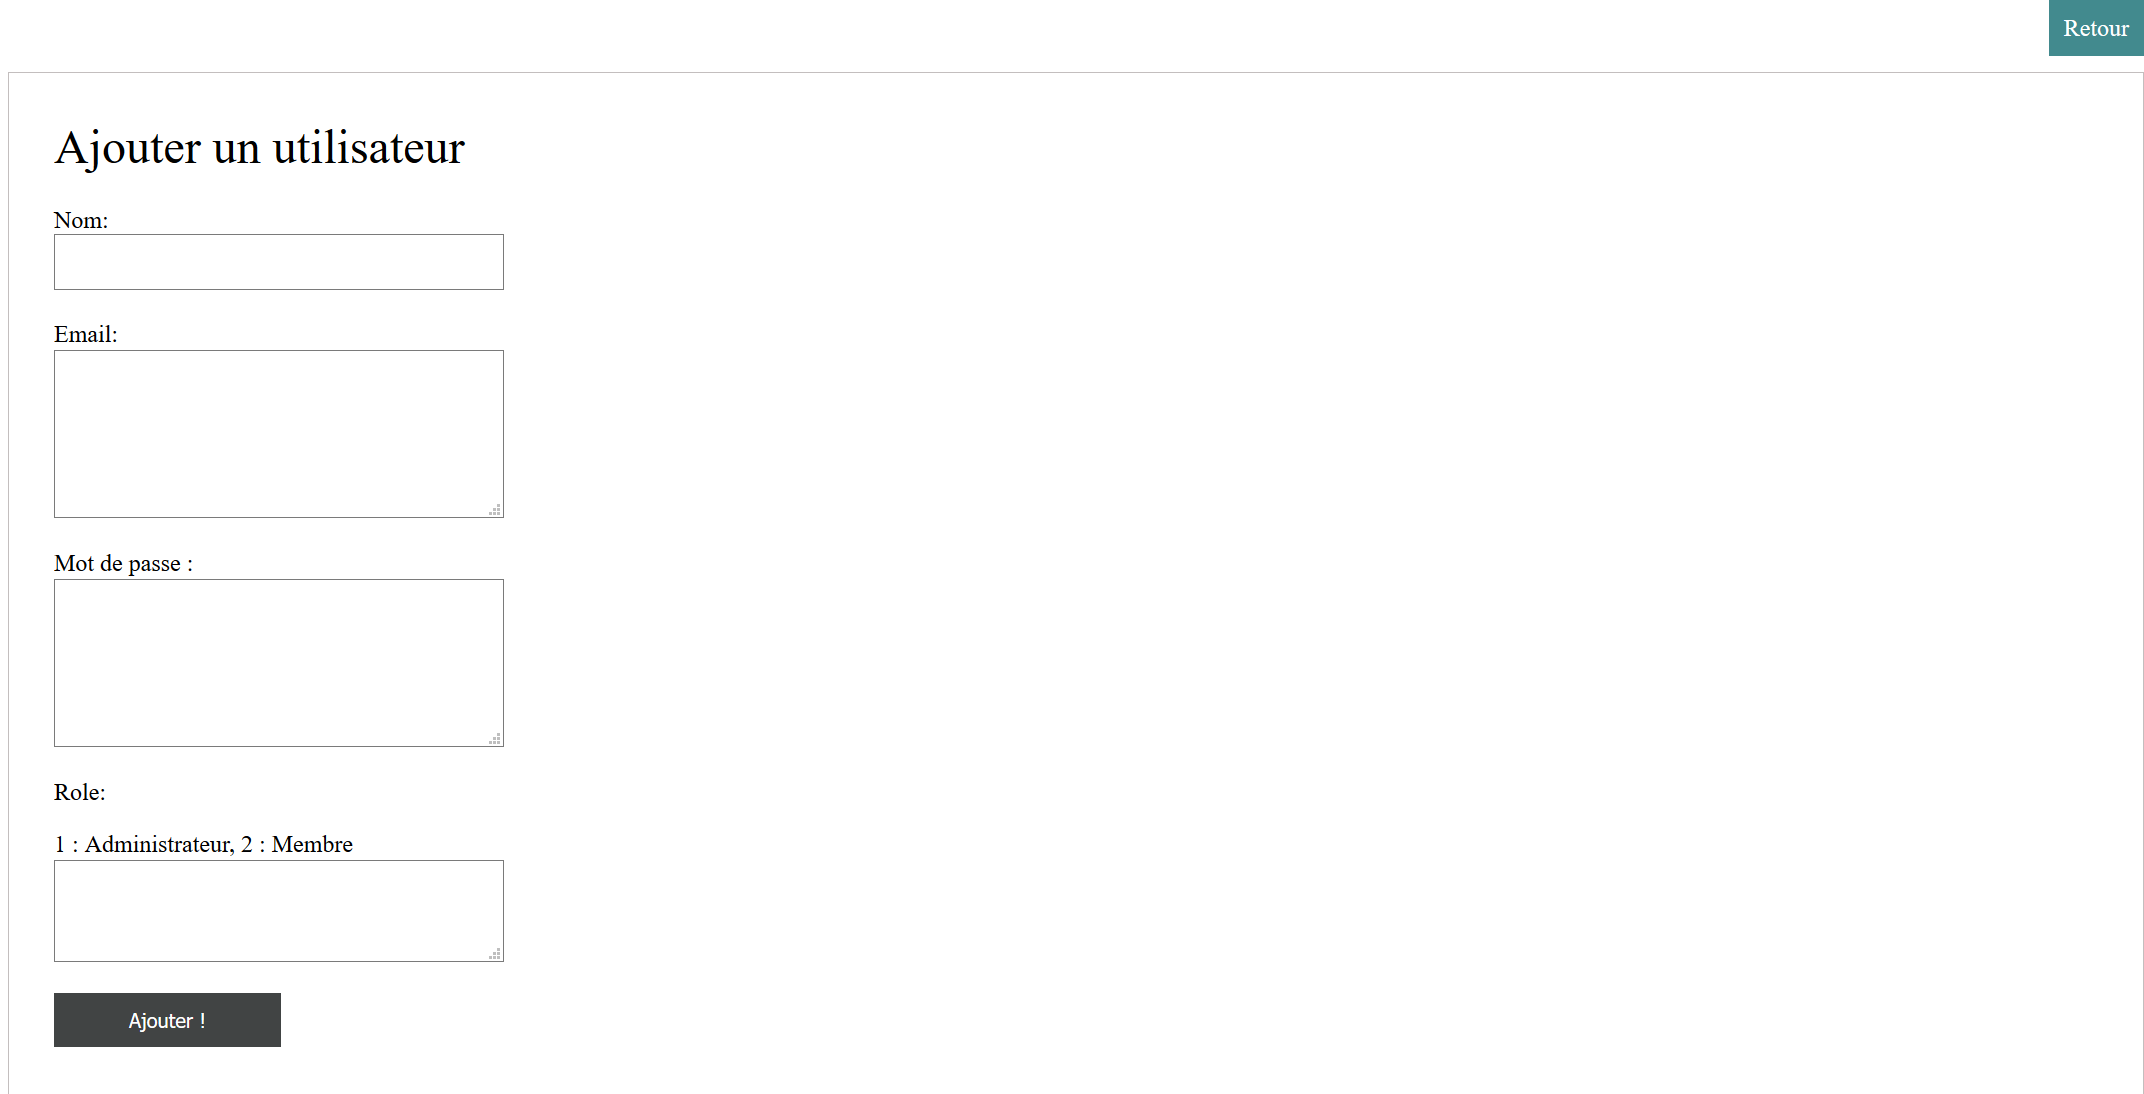 Retour
Ajouter un utilisateur
Nom:
Email:
Mot de passe :
Role:
1 : Administrateur, 2 : Membre
Ajouter !